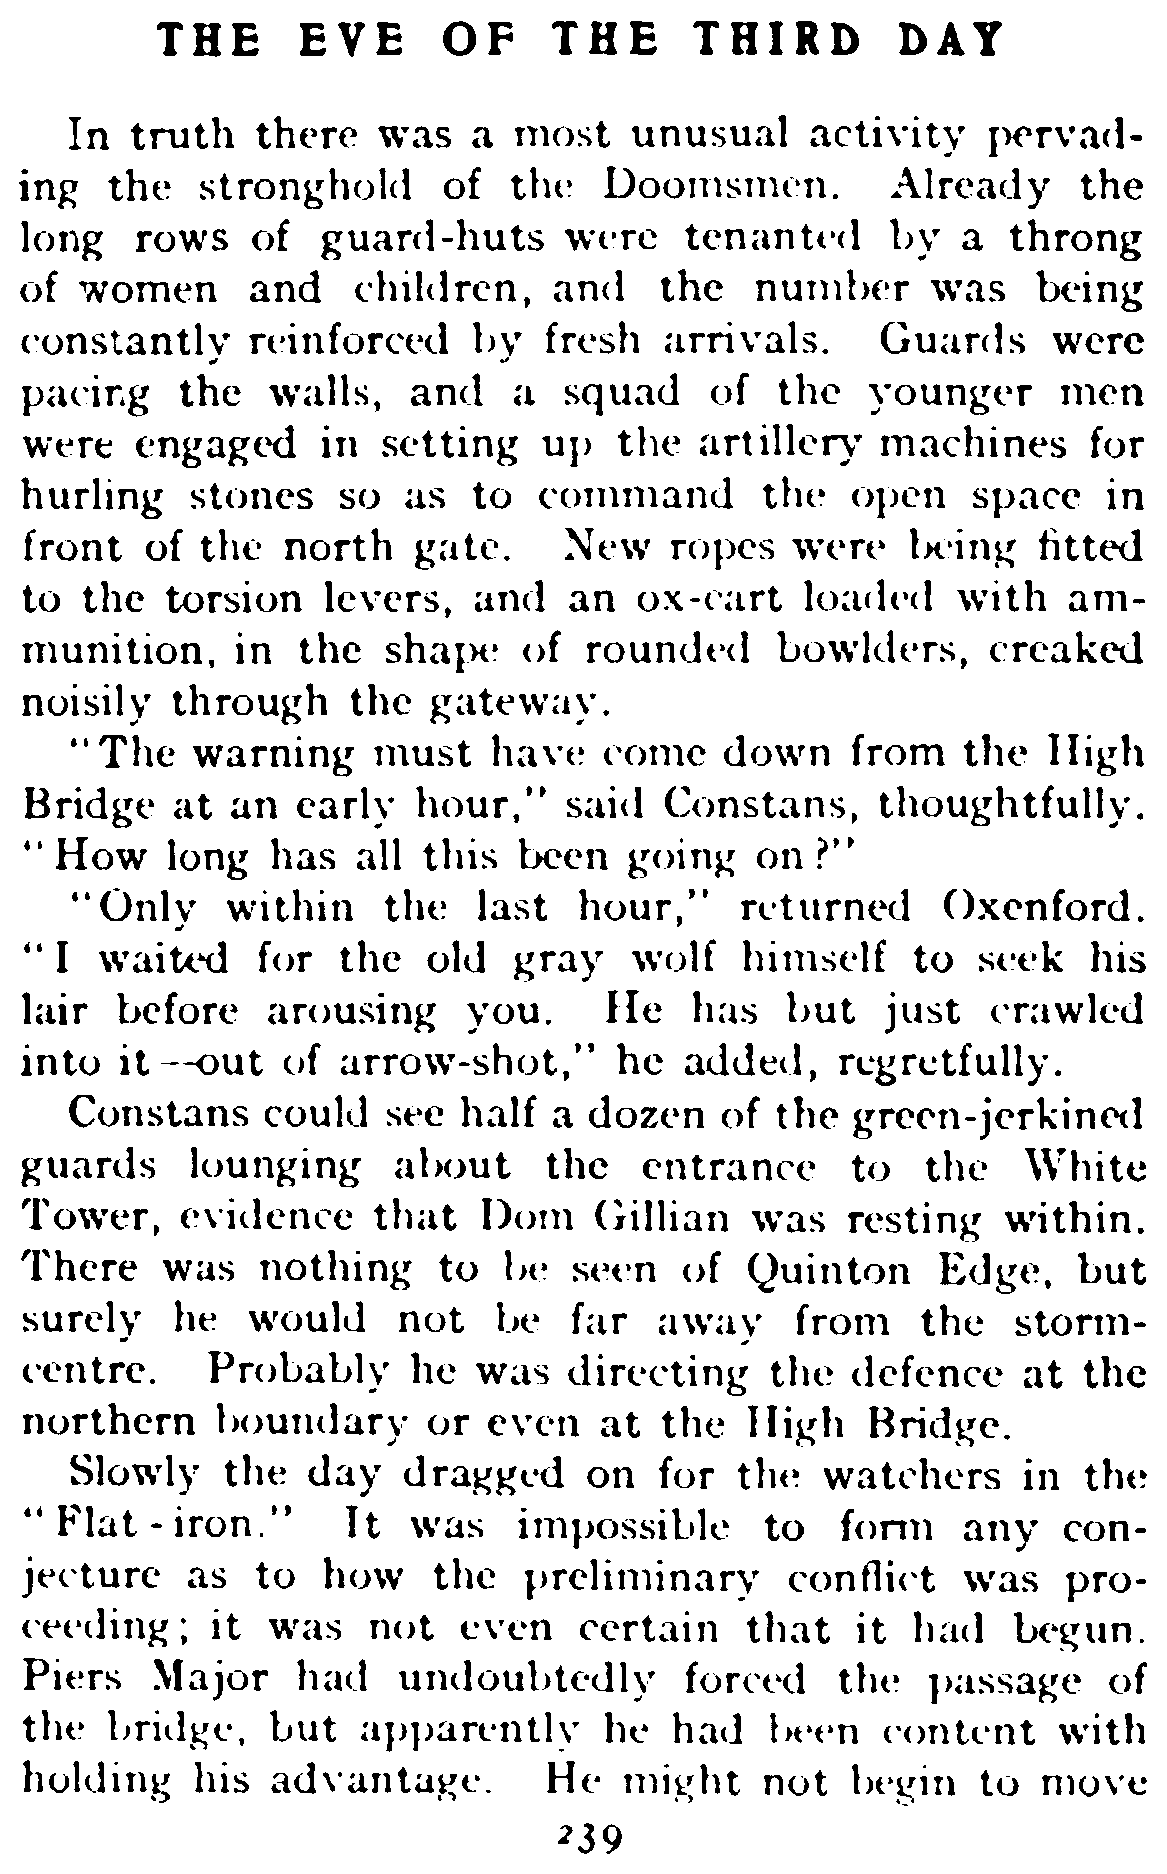 THE EVE OF THE THIRD DAY
In truth there was a most unusual activity pervad-
ing the stronghold of the Doomsmen. Already the
long rows of guard-huts were tenanted by a throng
of women and children, and the number was being
constantly reinforced by fresh arrivals. Guards were
pacing the walls, and a squad of the younger men
were engaged in setting up the artillery machines for
hurling stones so as to command the open space in
front of the north gate. New ropes were being fitted
to the torsion levers, and an ox-cart loaded with am-
munition, in the shape of rounded bowlders, creaked
noisily through the gateway.
"The warning must have come down from the High
Bridge at an early hour," said Constans, thoughtfully.
"How long has all this been going on?"
"Only within the last hour," returned Oxenford.
"I waited for the old gray wolf himself to seek his
lair before arousing you. He has but just crawled
into it—out of arrow-shot," he added, regretfully.
Constans could see half a dozen of the green-jerkined
guards lounging about the entrance to the White
Tower, evidence that Dom Gillian was resting within.
There was nothing to be seen of Quinton Edge, but
surely he would not be far away from the storm-
centre. Probably he was directing the defence at the
northern boundary or even at the High Bridge.
Slowly the day dragged on for the watchers in the
"Flat-iron." It was impossible to form any con-
jecture as to how the preliminary conflict was pro-
ceeding; it was not even certain that it had begun.
Piers Major had undoubtedly forced the passage of
the bridge, but apparently he had been content with
holding his advantage. He might not begin to move
239